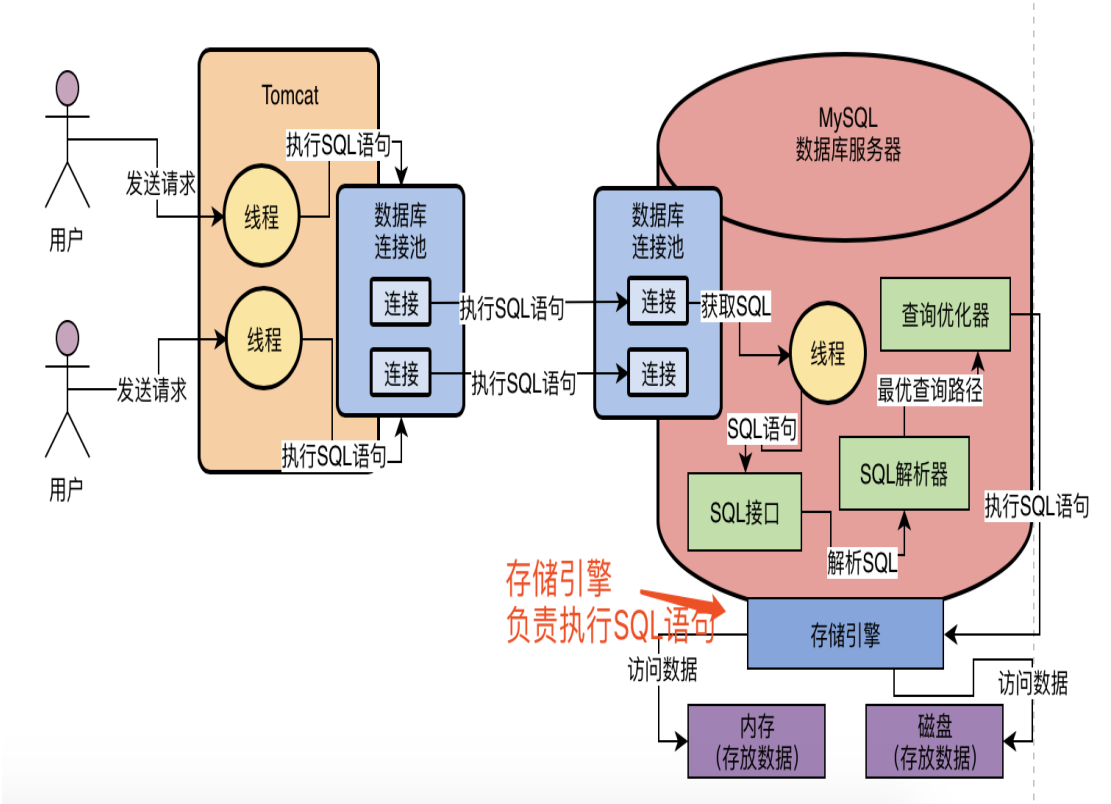 Tomcat
MySQL
数据库服务器
执行SQL语句
发送请求
线程
用户
数据库
连接池
连接
执行SQL语句
连接
执行SQL语句
线程
发送请求
执行SQL语句
用户
数据库
连接池
连接
获取SQL
连接
线程
查询优化器
最优查询路径
SQL语句
SQL接口
SQL解析器
解析SQL
执行SQL语句
存储引擎
负责执行SQL语句
存储引擎
访问数据
访问数据
内存
(存放数据)
磁盘
(存放数据)